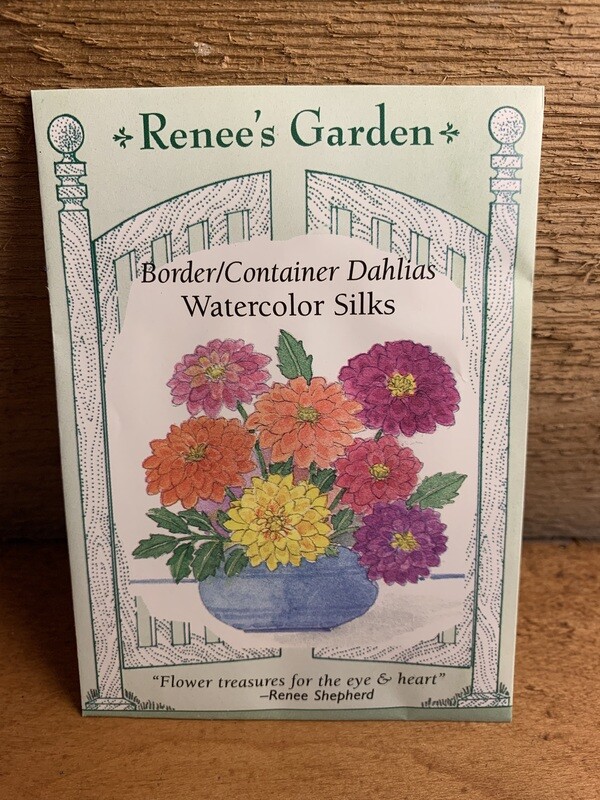 Renee's Garden
Border/Container Dahlias
Watercolor Silks
“Flower treasures for the eye & heart”
–Renee Shepherd